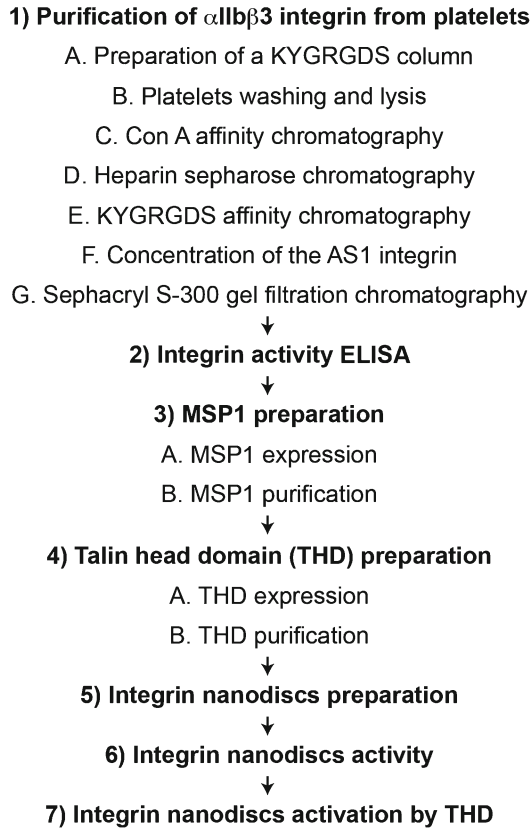 1) Purification of αIIbβ3 integrin from platelets
A. Preparation of a KYGRGDS column
B. Platelets washing and lysis
C. Con A affinity chromatography
D. Heparin sepharose chromatography
E. KYGRGDS affinity chromatography
F. Concentration of the AS1 integrin
G. Sephacryl S-300 gel filtration chromatography
2) Integrin activity ELISA
3) MSP1 preparation
A. MSP1 expression
B. MSP1 purification
4) Talin head domain (THD) preparation
A. THD expression
B. THD purification
5) Integrin nanodiscs preparation
6) Integrin nanodiscs activity
7) Integrin nanodiscs activation by THD